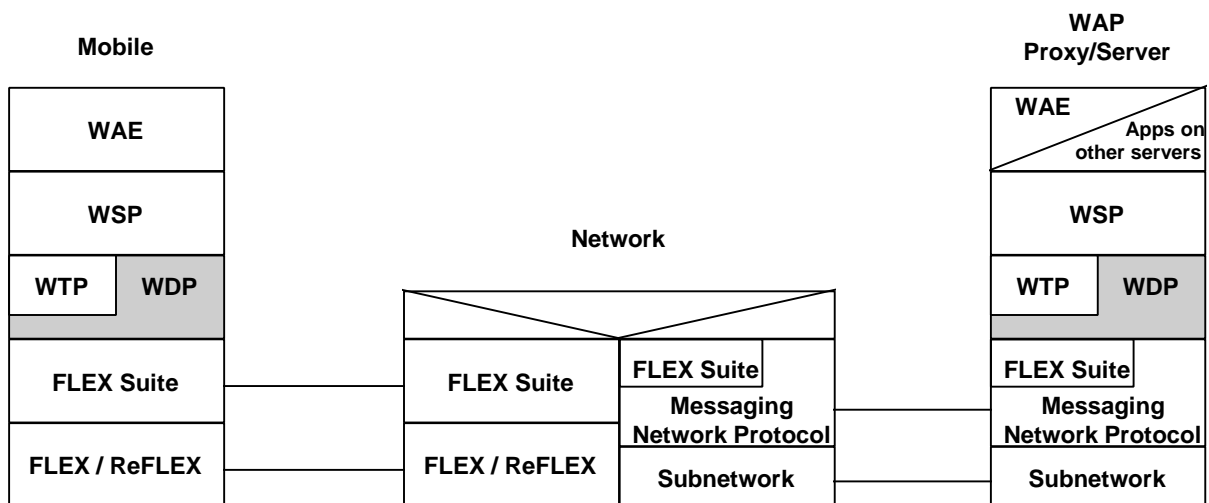 Mobile
WAE
WSP
WTP
WDP
FLEX Suite
FLEX / ReFLEX
Network
FLEX Suite
FLEX / ReFLEX
FLEX Suite
Messaging
Network Protocol
Subnetwork
WAP
Proxy/Server
WAE
Apps on
other servers
WSP
WTP
WDP
FLEX Suite
Messaging
Network Protocol
Subnetwork